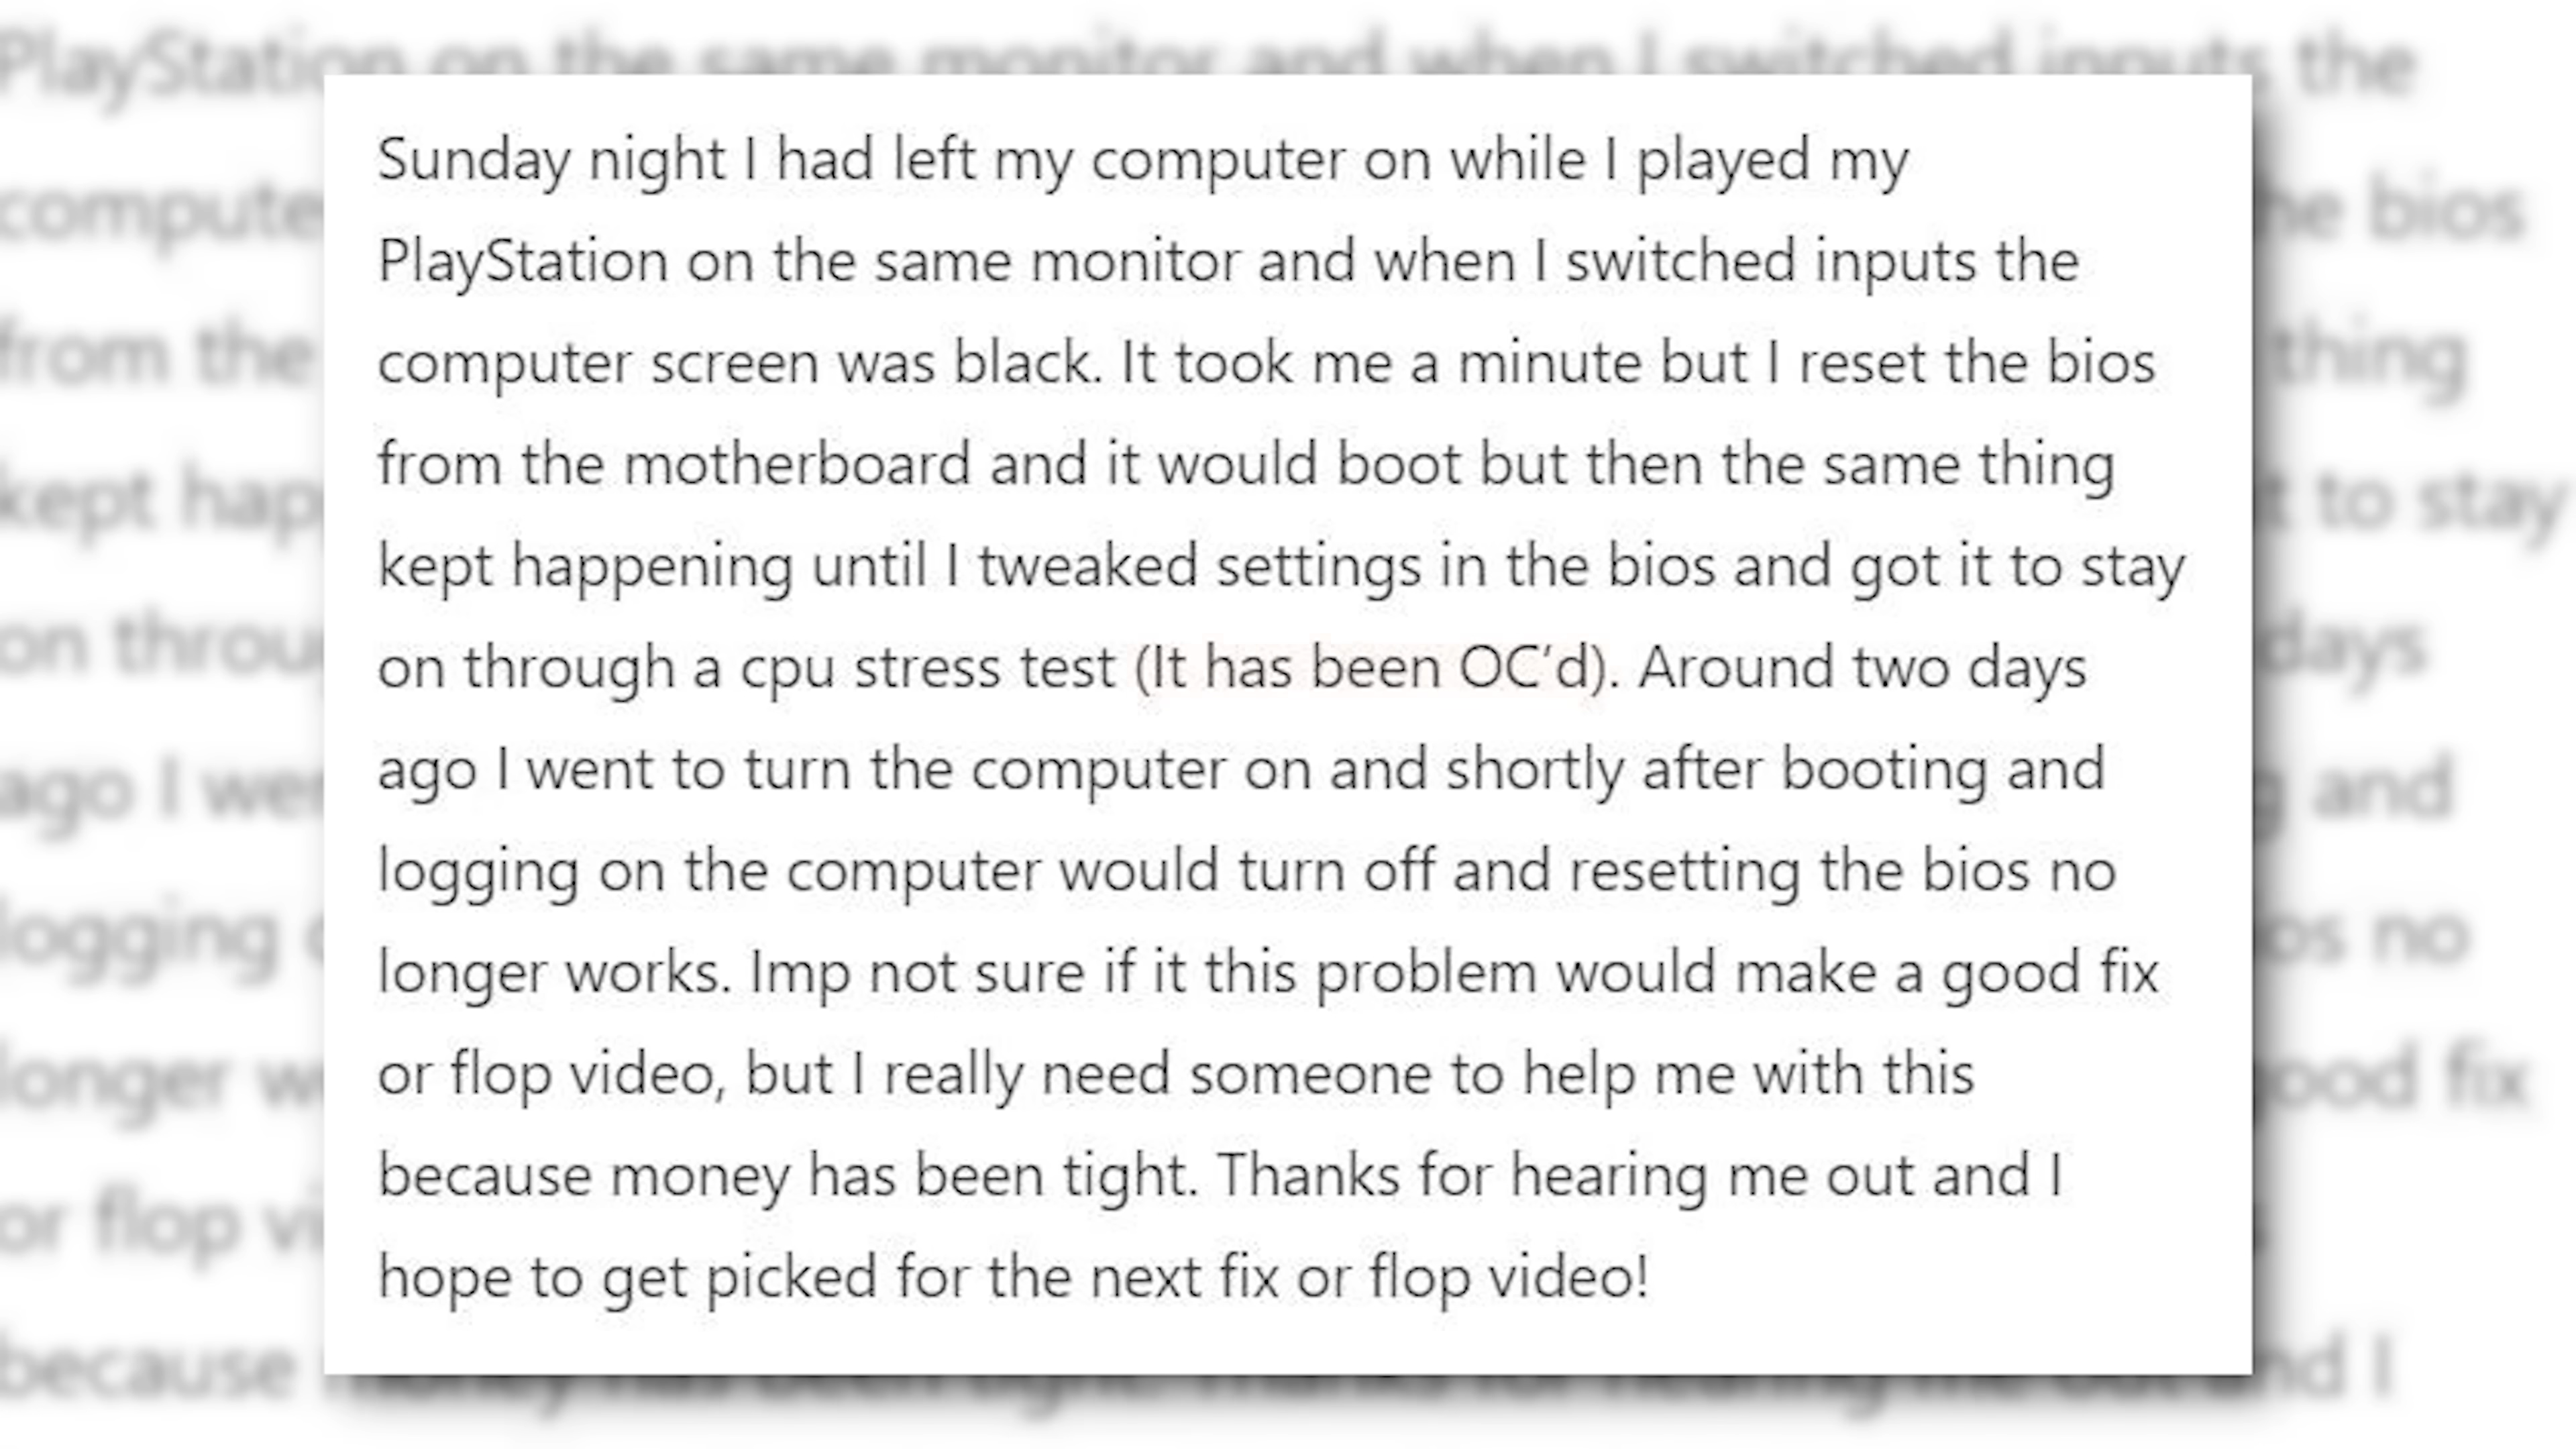 Sunday night I had left my computer on while I played my
PlayStation on the same monitor and when I switched inputs the
computer screen was black. It took me a minute but I reset the bios
from the motherboard and it would boot but then the same thing
kept happening until I tweaked settings in the bios and got it to stay
on through a cpu stress test (It has been OC'd). Around two days
ago I went to turn the computer on and shortly after booting and
logging on the computer would turn off and resetting the bios no
longer works. Imp not sure if it this problem would make a good fix
or flop video, but I really need someone to help me with this
because money has been tight. Thanks for hearing me out and I
hope to get picked for the next fix or flop video!